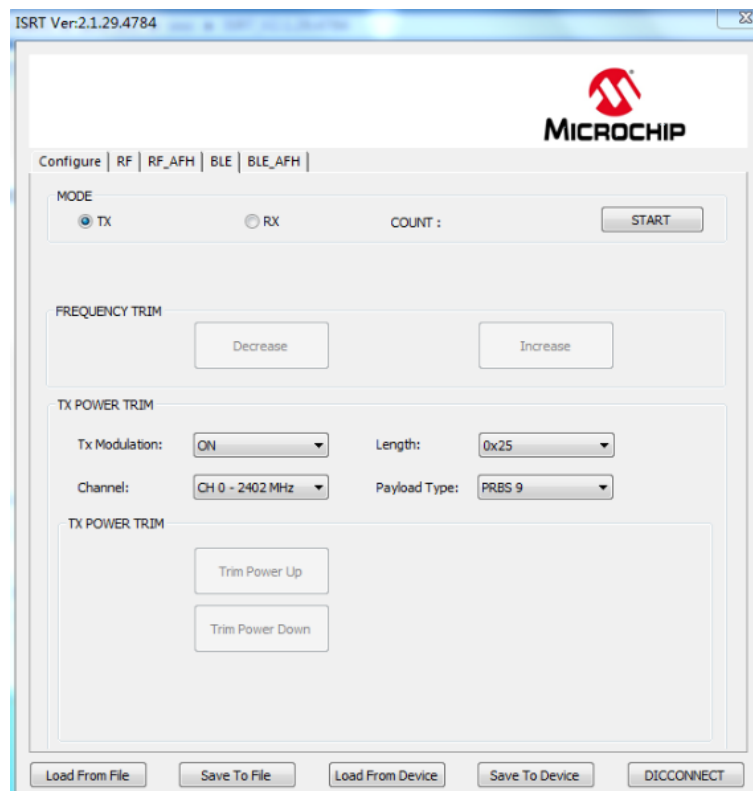 ISRT Ver:2.1.29.4784
MICROCHIP
Configure RF RF_AFH BLE BLE_AFH
MODE
TX RX COUNT : START
FREQUENCY TRIM
Decrease Increase
TX POWER TRIM
Tx Modulation: ON Length: 0x25
Channel: CH 0 - 2402 MHz Payload Type: PRBS 9
TX POWER TRIM
Trim Power Up
Trim Power Down
Load From File Save To File Load From Device Save To Device DICCONNECT